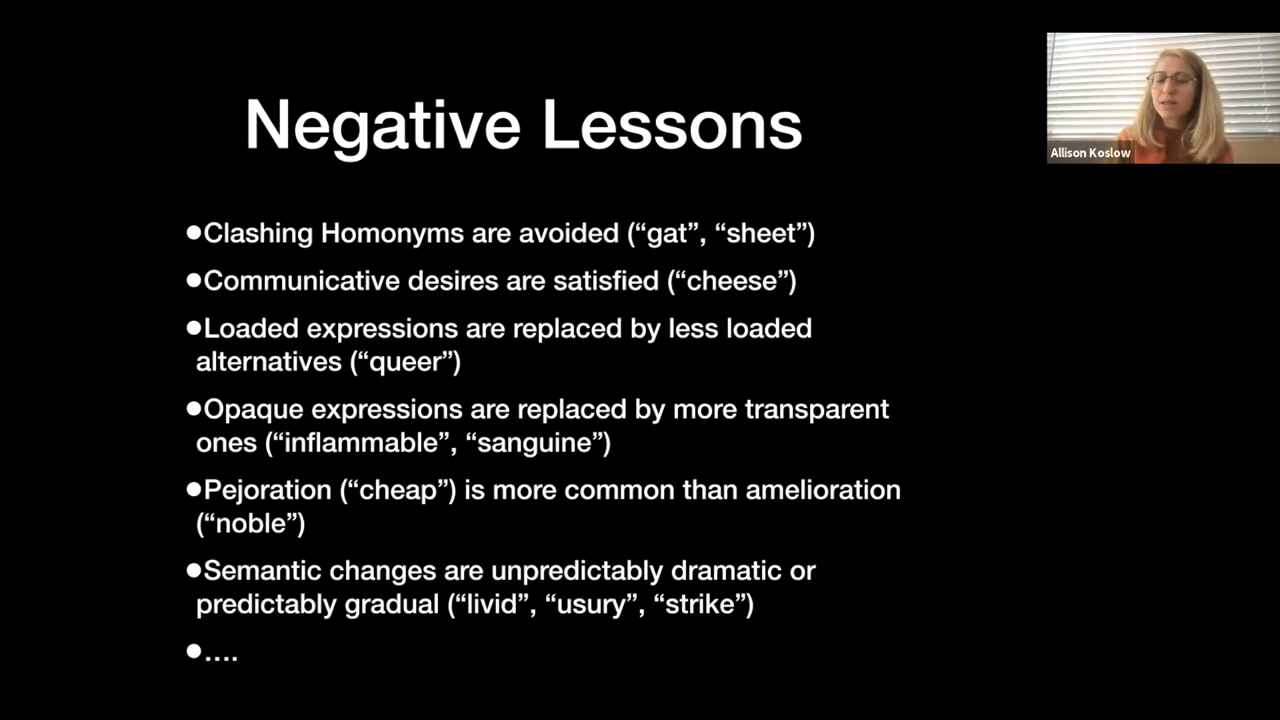 Negative Lessons
Allison Koslow
●Clashing Homonyms are avoided (“gat”, “sheet”)
●Communicative desires are satisfied (“cheese”)
●Loaded expressions are replaced by less loaded
alternatives (“queer”)
●Opaque expressions are replaced by more transparent
ones (“inflammable”, “sanguine”)
●Pejoration (“cheap”) is more common than amelioration
(“noble”)
●Semantic changes are unpredictably dramatic or
predictably gradual (“livid”, “usury”, “strike”)
●....